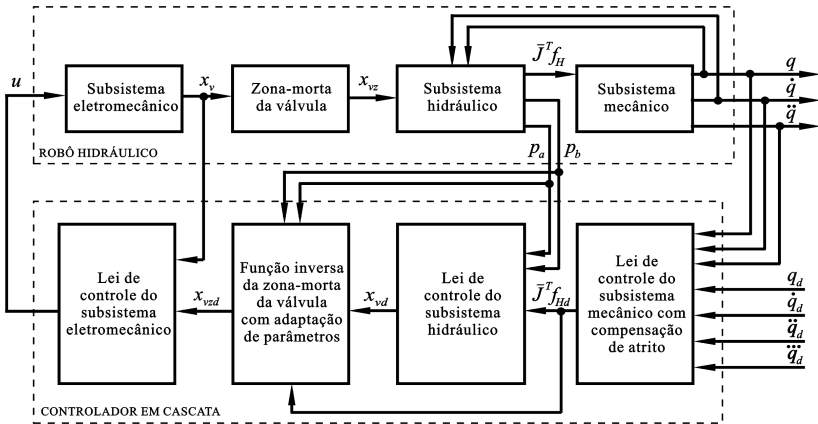 u
Subsistema
eletromecânico
x_v
Zona-morta
da válvula
x_vz
Subsistema
hidráulico
J̄^T f_H
Subsistema
mecânico
q
q̇
q̈
ROBÔ HIDRÁULICO
p_a
p_b
Lei de
controle do
subsistema
eletromecânico
x_vzd
Função inversa
da zona-morta
da válvula
com adaptação
de parâmetros
x_vd
Lei de
controle do
subsistema
hidráulico
J̄^T f_Hd
Lei de
controle do
subsistema
mecânico com
compensação
de atrito
q_d
q̇_d
q̈_d
q⃛_d
CONTROLADOR EM CASCATA